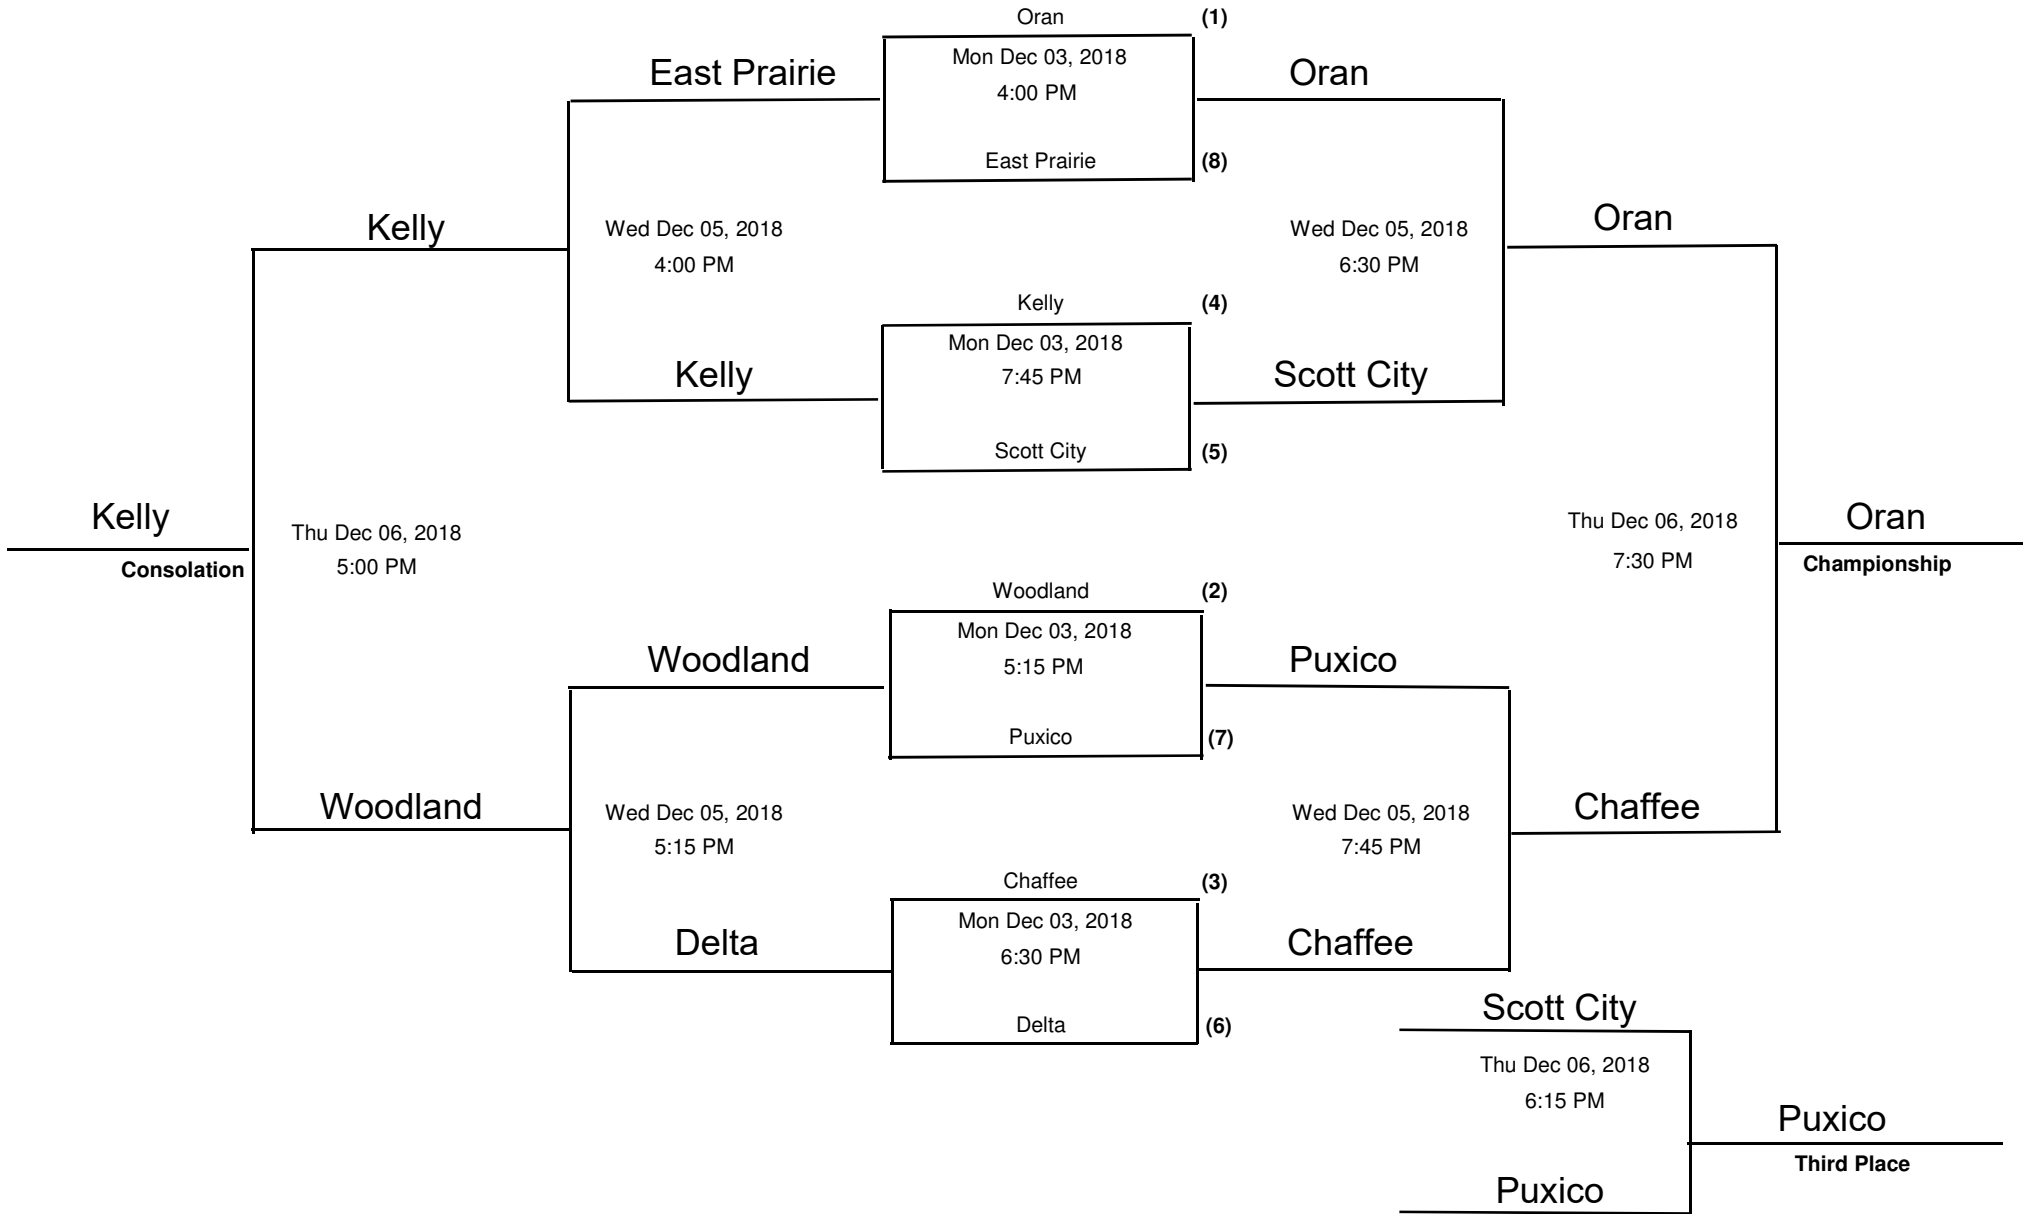 Oran (1)
Mon Dec 03, 2018
East Prairie
Oran
4:00 PM
East Prairie (8)
Kelly
Wed Dec 05, 2018
4:00 PM
Wed Dec 05, 2018
6:30 PM
Oran
Kelly (4)
Mon Dec 03, 2018
7:45 PM
Kelly
Scott City
Scott City (5)
Kelly
Consolation
Thu Dec 06, 2018
5:00 PM
Thu Dec 06, 2018
7:30 PM
Oran
Championship
Woodland (2)
Mon Dec 03, 2018
5:15 PM
Woodland
Puxico
Puxico (7)
Woodland
Wed Dec 05, 2018
5:15 PM
Wed Dec 05, 2018
7:45 PM
Chaffee
Chaffee (3)
Mon Dec 03, 2018
6:30 PM
Delta
Chaffee
Delta (6)
Scott City
Thu Dec 06, 2018
6:15 PM
Puxico
Third Place
Puxico